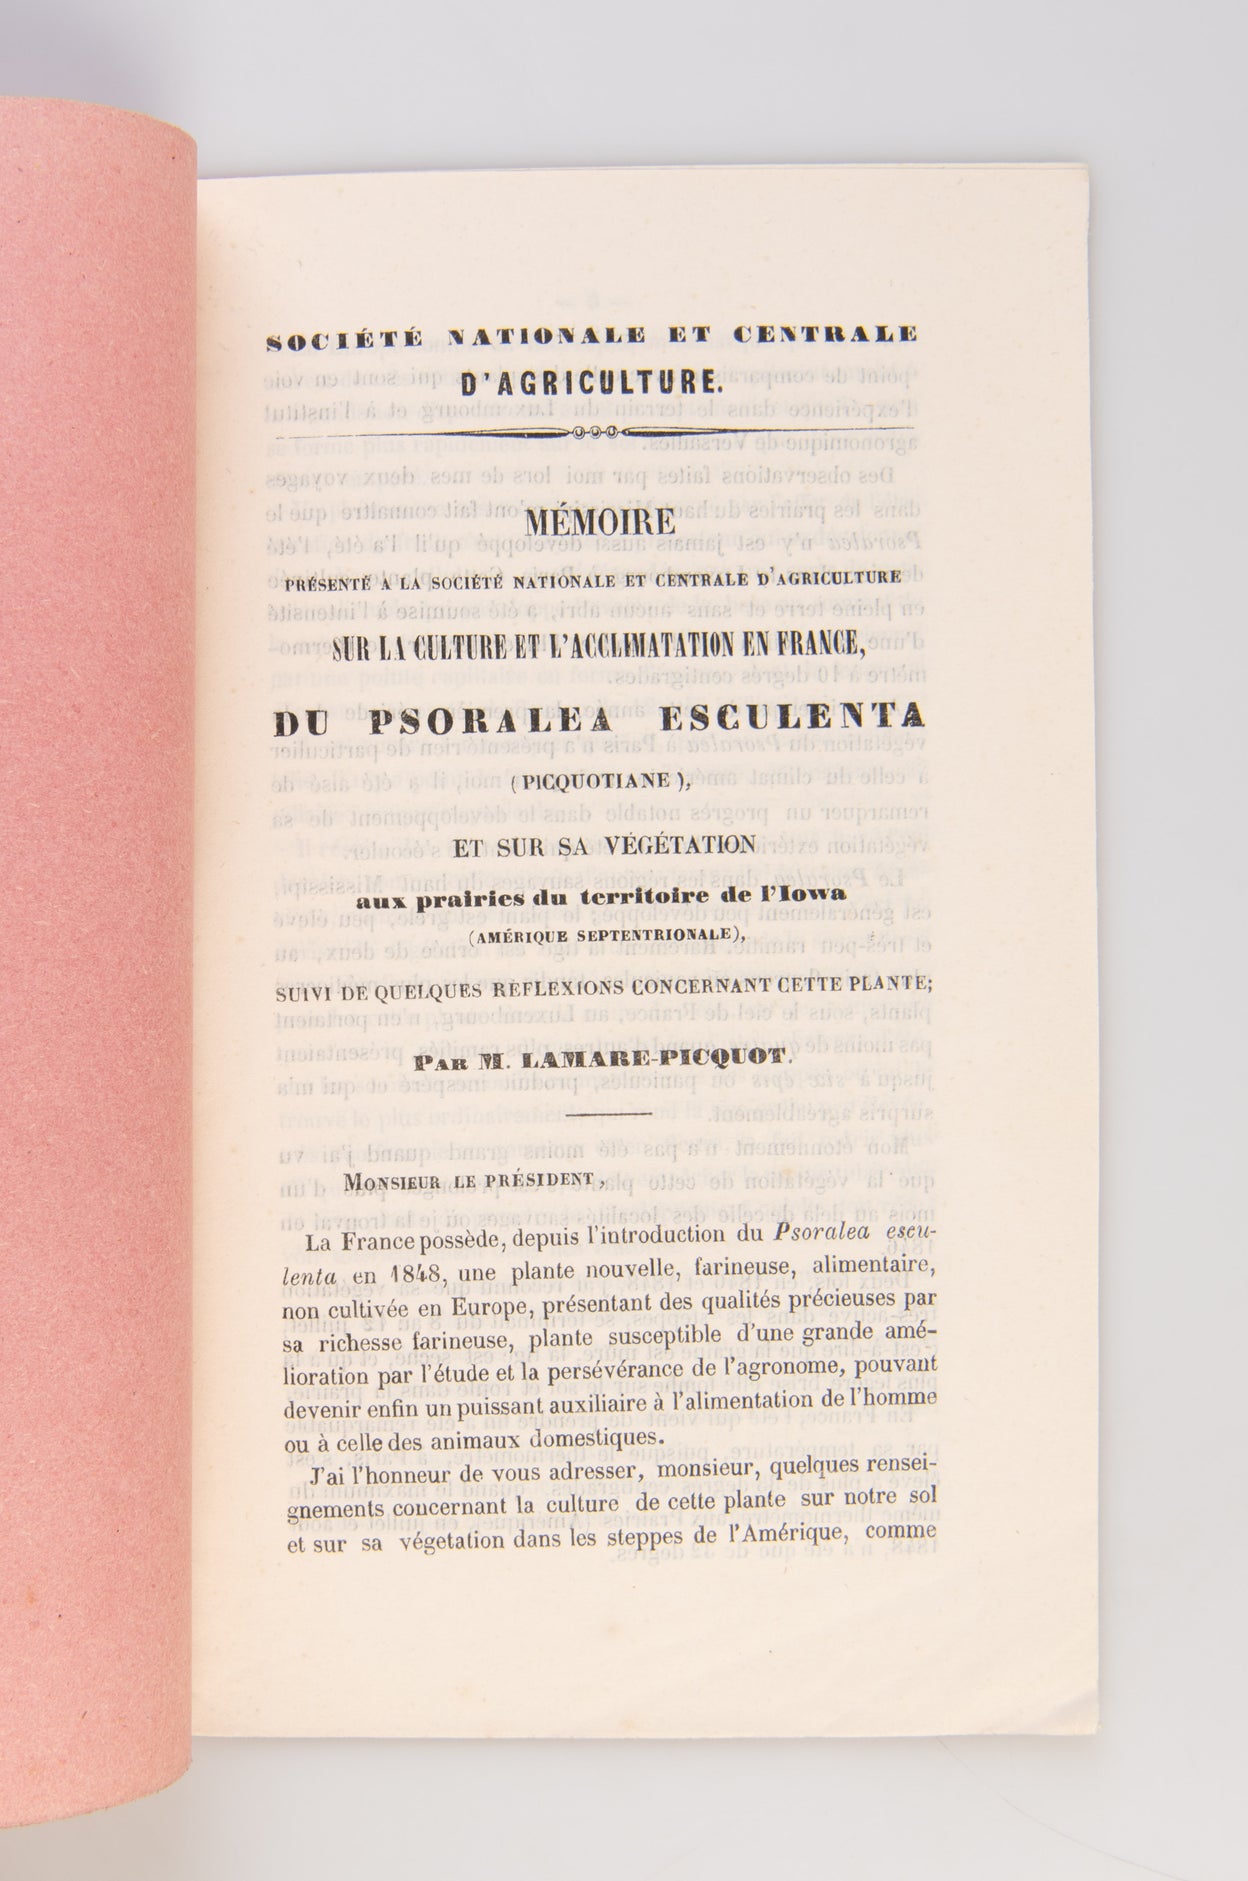 SOCIÉTÉ NATIONALE ET CENTRALE
D'AGRICULTURE.
MÉMOIRE
PRÉSENTÉ A LA SOCIÉTÉ NATIONALE ET CENTRALE D'AGRICULTURE
SUR LA CULTURE ET L'ACCLIMATATION EN FRANCE,
DU PSORALEA ESCULENTA
(PICQUOTIANE),
ET SUR SA VÉGÉTATION
aux prairies du territoire de l'Iowa
(AMÉRIQUE SEPTENTRIONALE),
SUIVI DE QUELQUES RÉFLEXIONS CONCERNANT CETTE PLANTE;
PAR M. LAMARE-PICQUOT.
MONSIEUR LE PRÉSIDENT,
La France possède, depuis l'introduction du Psoralea escu-
lenta en 1848, une plante nouvelle, farineuse, alimentaire,
non cultivée en Europe, présentant des qualités précieuses par
sa richesse farineuse, plante susceptible d'une grande amé-
lioration par l'étude et la persévérance de l'agronome, pouvant
devenir enfin un puissant auxiliaire à l'alimentation de l'homme
ou à celle des animaux domestiques.
J'ai l'honneur de vous adresser, monsieur, quelques rensei-
gnements concernant la culture de cette plante sur notre sol
et sur sa végetation dans les steppes de l'Amérique, comme